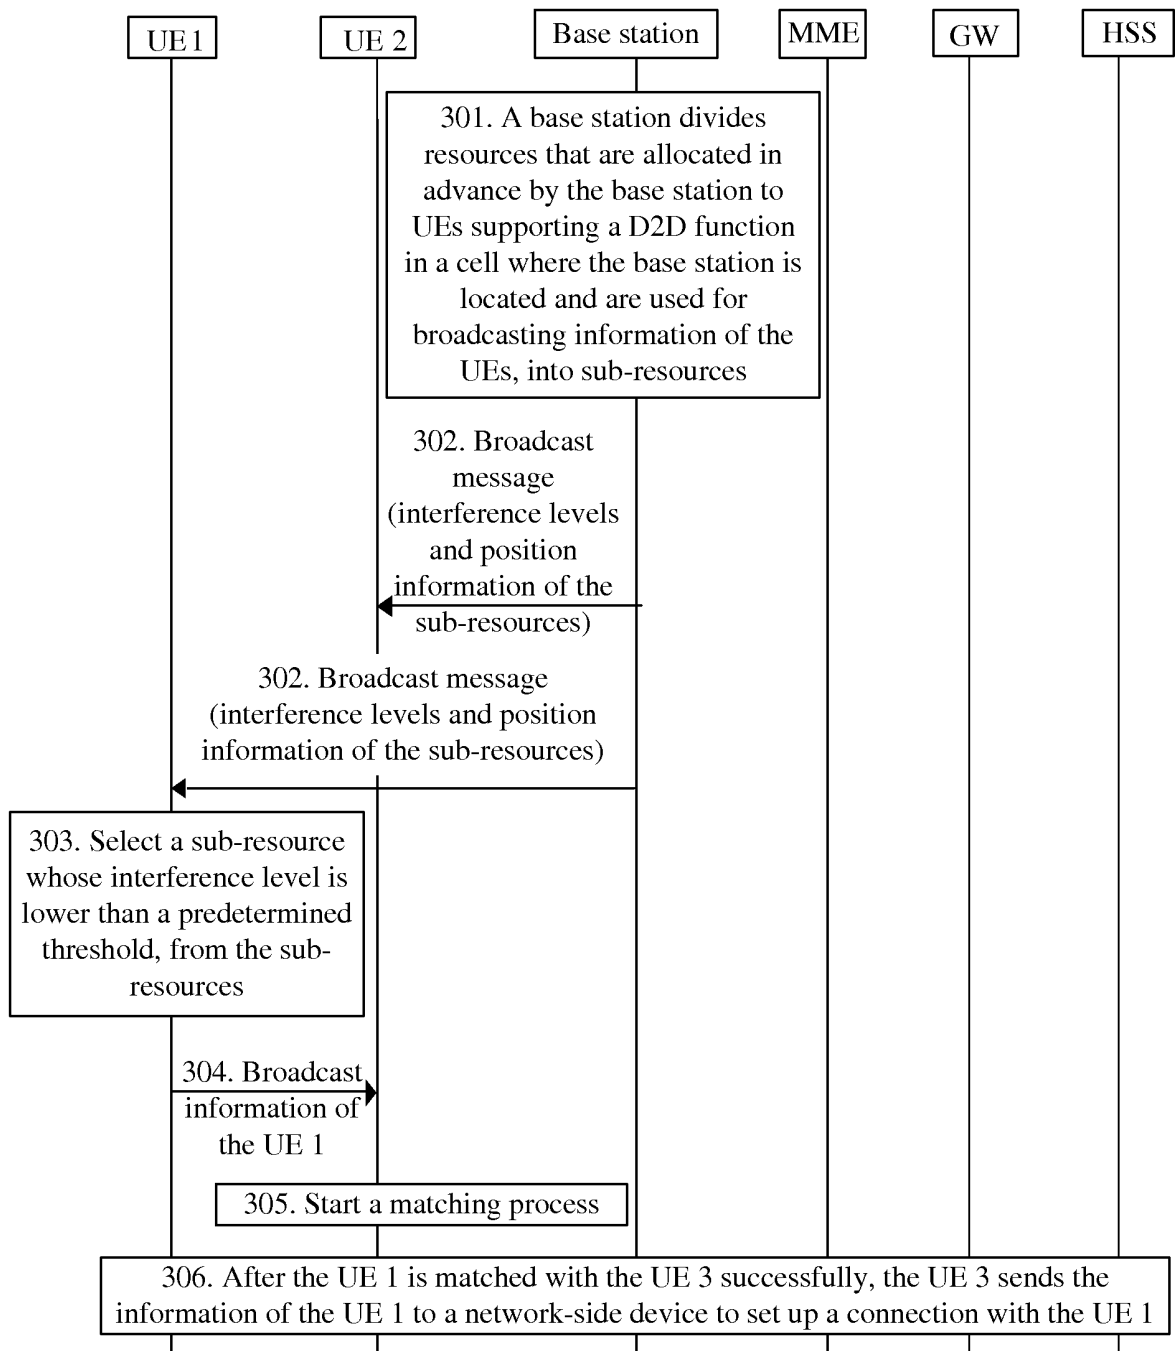 UE 1
UE 2
Base station
MME
GW
HSS
301. A base station divides
resources that are allocated in
advance by the base station to
UEs supporting a D2D function
in a cell where the base station is
located and are used for
broadcasting information of the
UEs, into sub-resources
302. Broadcast
message
(interference levels
and position
information of the
sub-resources)
302. Broadcast message
(interference levels and position
information of the sub-resources)
303. Select a sub-resource
whose interference level is
lower than a predetermined
threshold, from the sub-
resources
304. Broadcast
information of
the UE 1
305. Start a matching process
306. After the UE 1 is matched with the UE 3 successfully, the UE 3 sends the
information of the UE 1 to a network-side device to set up a connection with the UE 1